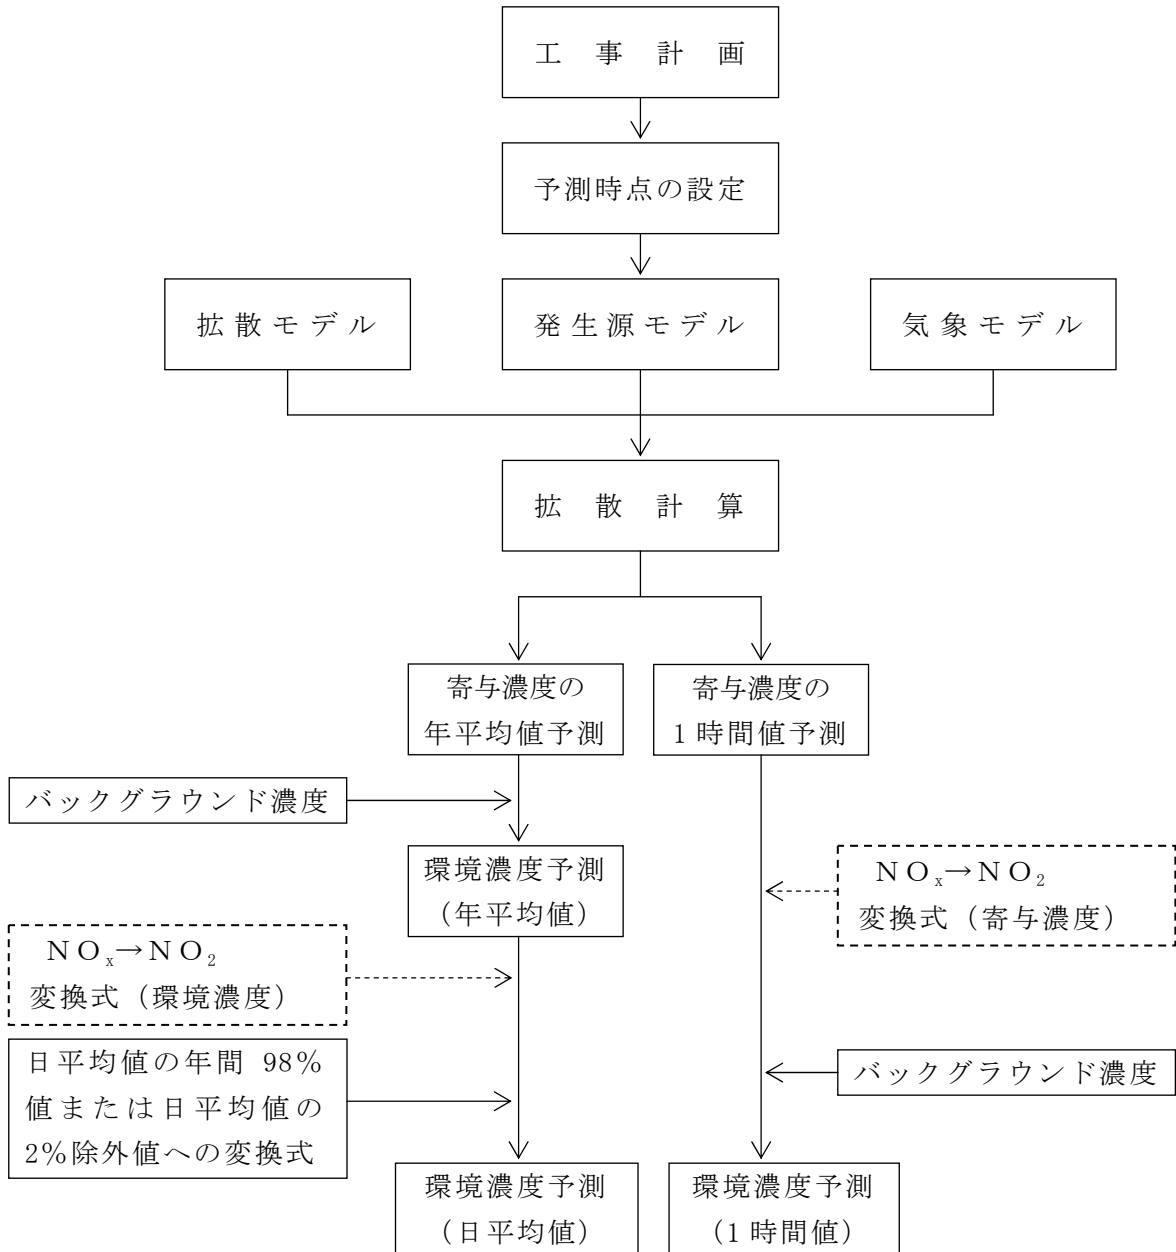 工事計画
予測時点の設定
拡散モデル
発生源モデル
気象モデル
拡散計算
寄与濃度の
年平均値予測
寄与濃度の
1時間値予測
バックグラウンド濃度
環境濃度予測
(年平均値)
NOx→NO2
変換式(寄与濃度)
NOx→NO2
変換式(環境濃度)
日平均値の年間 98%
値または日平均値の
2%除外値への変換式
バックグラウンド濃度
環境濃度予測
(日平均値)
環境濃度予測
(1時間値)